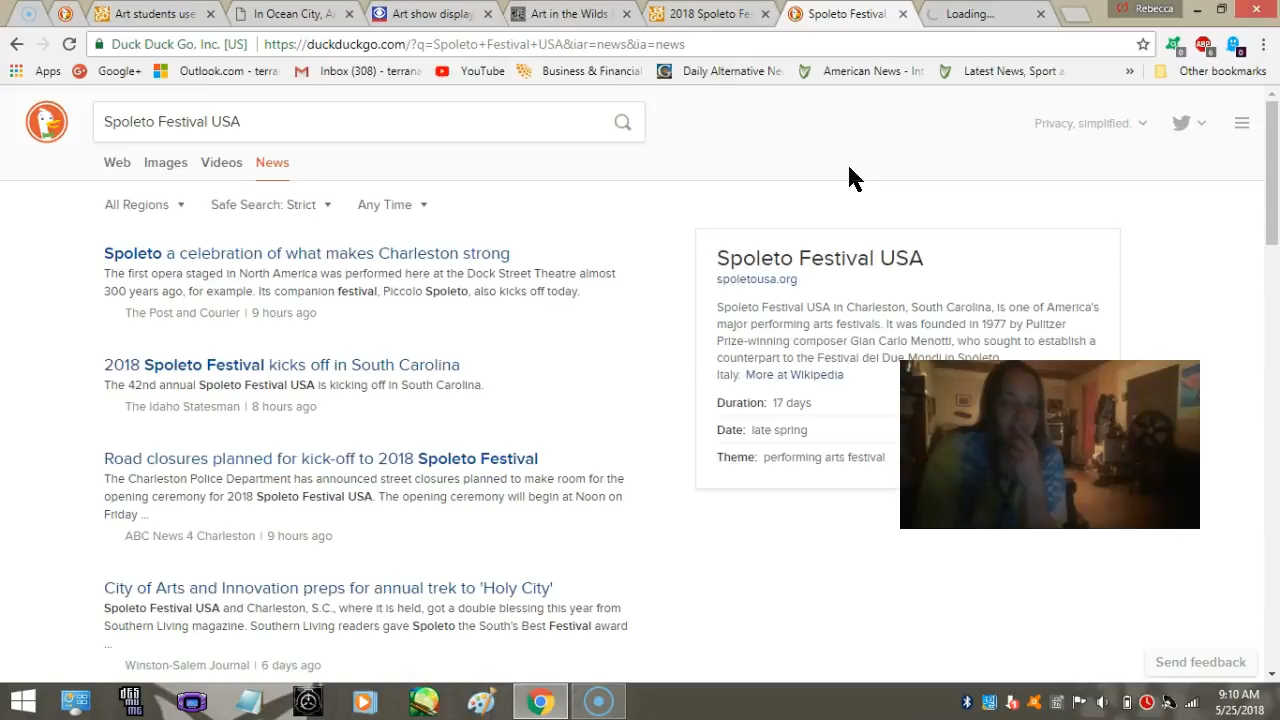 Art students use
In Ocean City, A
Art show display
Art in the Wilds
2018 Spoleto Fe
Spoleto Festival
Loading...
Rebecca
Duck Duck Go, Inc. [US] https://duckduckgo.com/?q=Spoleto+Festival+USA&iar=news&ia=news
0 6 0
Apps Google+ Outlook.com - terra Inbox (308) - terran YouTube Business & Financial Daily Alternative Ne American News - Int Latest News, Sport a » Other bookmarks
Spoleto Festival USA
Privacy, simplified.
Web Images Videos News
All Regions Safe Search: Strict Any Time
Spoleto a celebration of what makes Charleston strong
The first opera staged in North America was performed here at the Dock Street Theatre almost
300 years ago, for example. Its companion festival, Piccolo Spoleto, also kicks off today.
The Post and Courier | 9 hours ago
2018 Spoleto Festival kicks off in South Carolina
The 42nd annual Spoleto Festival USA is kicking off in South Carolina.
The Idaho Statesman | 8 hours ago
Road closures planned for kick-off to 2018 Spoleto Festival
The Charleston Police Department has announced street closures planned to make room for the
opening ceremony for 2018 Spoleto Festival USA. The opening ceremony will begin at Noon on
Friday ...
ABC News 4 Charleston | 9 hours ago
City of Arts and Innovation preps for annual trek to 'Holy City'
Spoleto Festival USA and Charleston, S.C., where it is held, got a double blessing this year from
Southern Living magazine. Southern Living readers gave Spoleto the South's Best Festival award
...
Winston-Salem Journal | 6 days ago
Spoleto Festival USA
spoletousa.org
Spoleto Festival USA in Charleston, South Carolina, is one of America's
major performing arts festivals. It was founded in 1977 by Pulitzer
Prize-winning composer Gian Carlo Menotti, who sought to establish a
counterpart to the Festival dei Due Mondi in Spoleto,
Italy. More at Wikipedia
Duration: 17 days
Date: late spring
Theme: performing arts festival
Send feedback
9:10 AM
5/25/2018